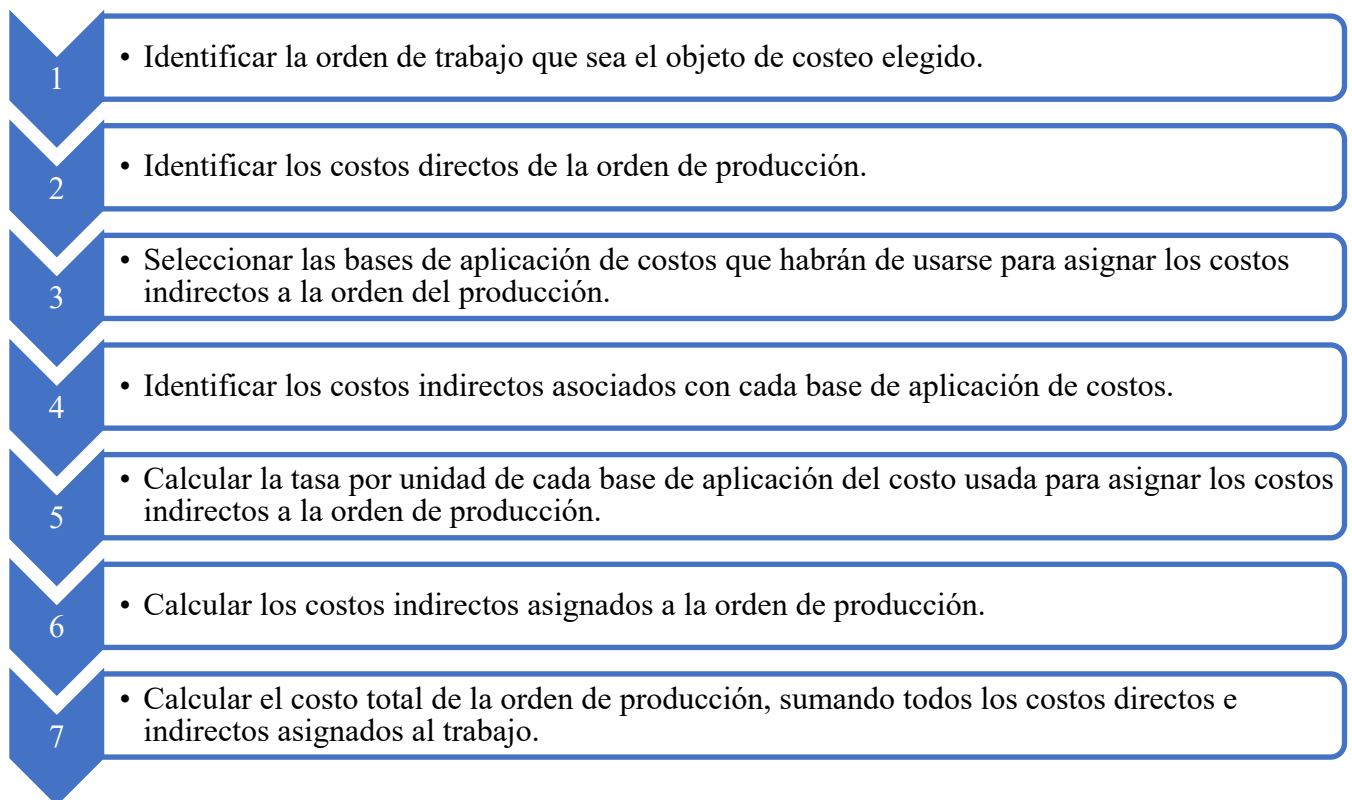 1
• Identificar la orden de trabajo que sea el objeto de costeo elegido.
2
• Identificar los costos directos de la orden de producción.
3
• Seleccionar las bases de aplicación de costos que habrán de usarse para asignar los costos
indirectos a la orden del producción.
4
• Identificar los costos indirectos asociados con cada base de aplicación de costos.
5
• Calcular la tasa por unidad de cada base de aplicación del costo usada para asignar los costos
indirectos a la orden de producción.
6
• Calcular los costos indirectos asignados a la orden de producción.
7
• Calcular el costo total de la orden de producción, sumando todos los costos directos e
indirectos asignados al trabajo.